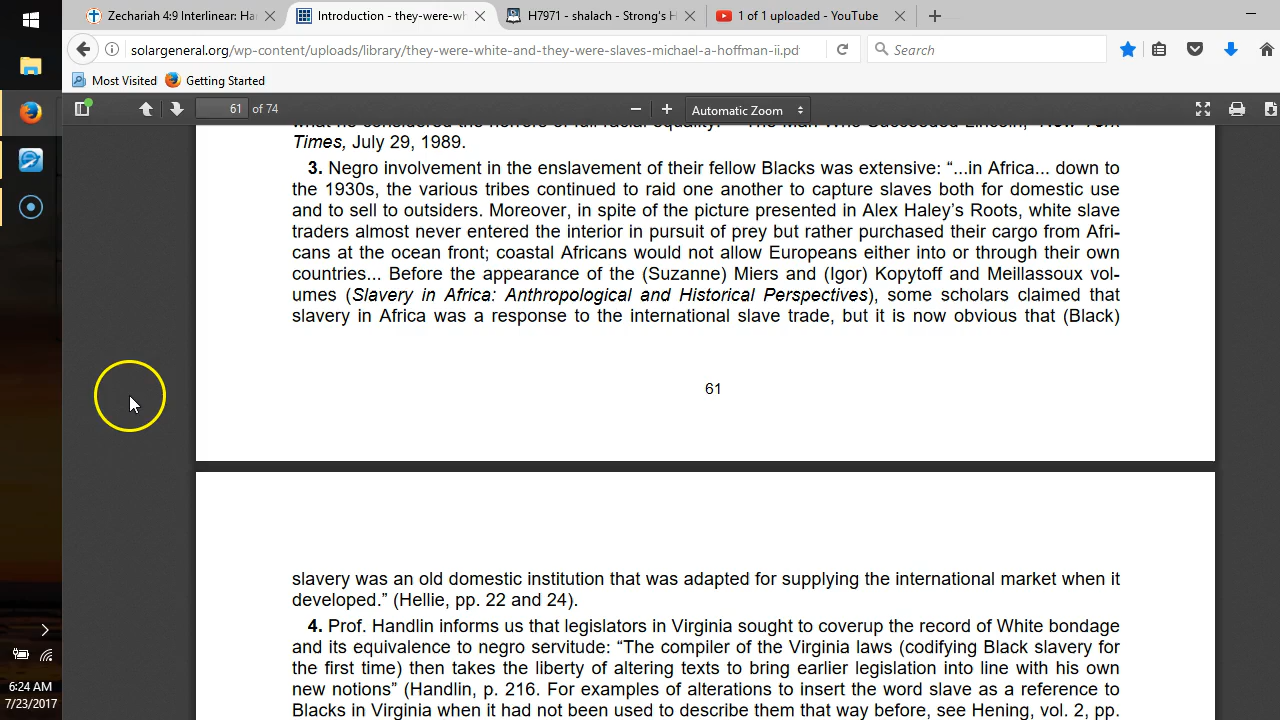 Zechariah 4:9 Interlinear: Ha
Introduction - they-were-wh
H7971 - shalach - Strong's H
1 of 1 uploaded - YouTube
solargeneral.org/wp-content/uploads/library/they-were-white-and-they-were-slaves-michael-a-hoffman-ii.pdf
Search
Most Visited
Getting Started
61 of 74
Automatic Zoom
Times, July 29, 1989.
3. Negro involvement in the enslavement of their fellow Blacks was extensive: “...in Africa... down to
the 1930s, the various tribes continued to raid one another to capture slaves both for domestic use
and to sell to outsiders. Moreover, in spite of the picture presented in Alex Haley’s Roots, white slave
traders almost never entered the interior in pursuit of prey but rather purchased their cargo from Afri-
cans at the ocean front; coastal Africans would not allow Europeans either into or through their own
countries... Before the appearance of the (Suzanne) Miers and (Igor) Kopytoff and Meillassoux vol-
umes (Slavery in Africa: Anthropological and Historical Perspectives), some scholars claimed that
slavery in Africa was a response to the international slave trade, but it is now obvious that (Black)
61
slavery was an old domestic institution that was adapted for supplying the international market when it
developed.” (Hellie, pp. 22 and 24).
4. Prof. Handlin informs us that legislators in Virginia sought to coverup the record of White bondage
and its equivalence to negro servitude: “The compiler of the Virginia laws (codifying Black slavery for
the first time) then takes the liberty of altering texts to bring earlier legislation into line with his own
new notions” (Handlin, p. 216. For examples of alterations to insert the word slave as a reference to
Blacks in Virginia when it had not been used to describe them that way before, see Hening, vol. 2, pp.
6:24 AM
7/23/2017